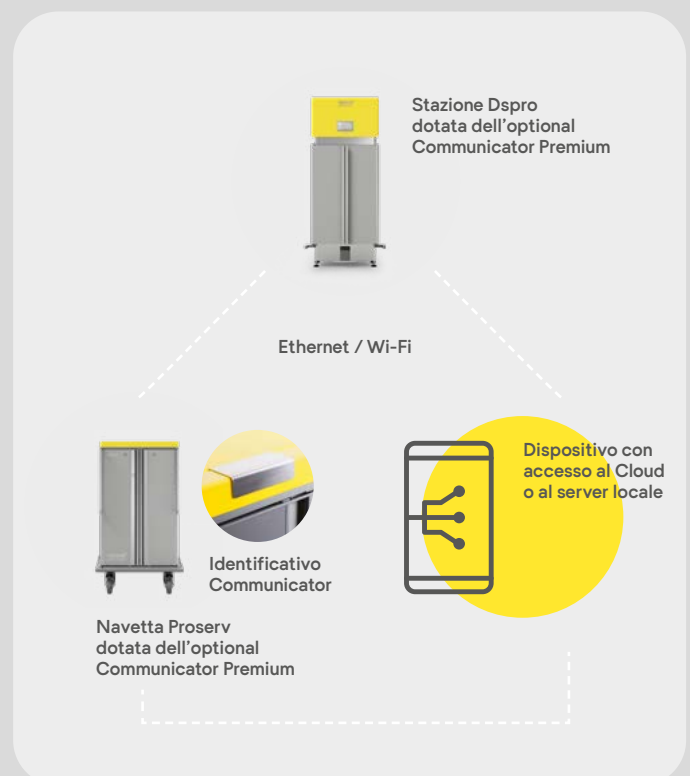 Stazione Dspro
dotata dell'optional
Communicator Premium
Ethernet / Wi-Fi
Dispositivo con
accesso al Cloud
o al server locale
Identificativo
Communicator
Navetta Proserv
dotata dell'optional
Communicator Premium